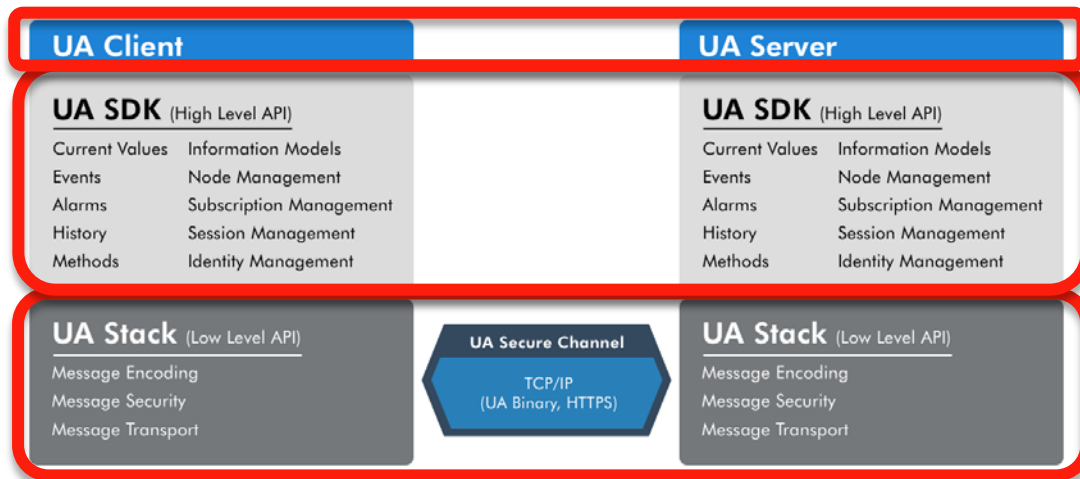 UA Client
UA Server
UA SDK (High Level API)
Current Values Information Models
Events Node Management
Alarms Subscription Management
History Session Management
Methods Identity Management
UA SDK (High Level API)
Current Values Information Models
Events Node Management
Alarms Subscription Management
History Session Management
Methods Identity Management
UA Stack (Low Level API)
Message Encoding
Message Security
Message Transport
UA Secure Channel
TCP/IP
(UA Binary, HTTPS)
UA Stack (Low Level API)
Message Encoding
Message Security
Message Transport